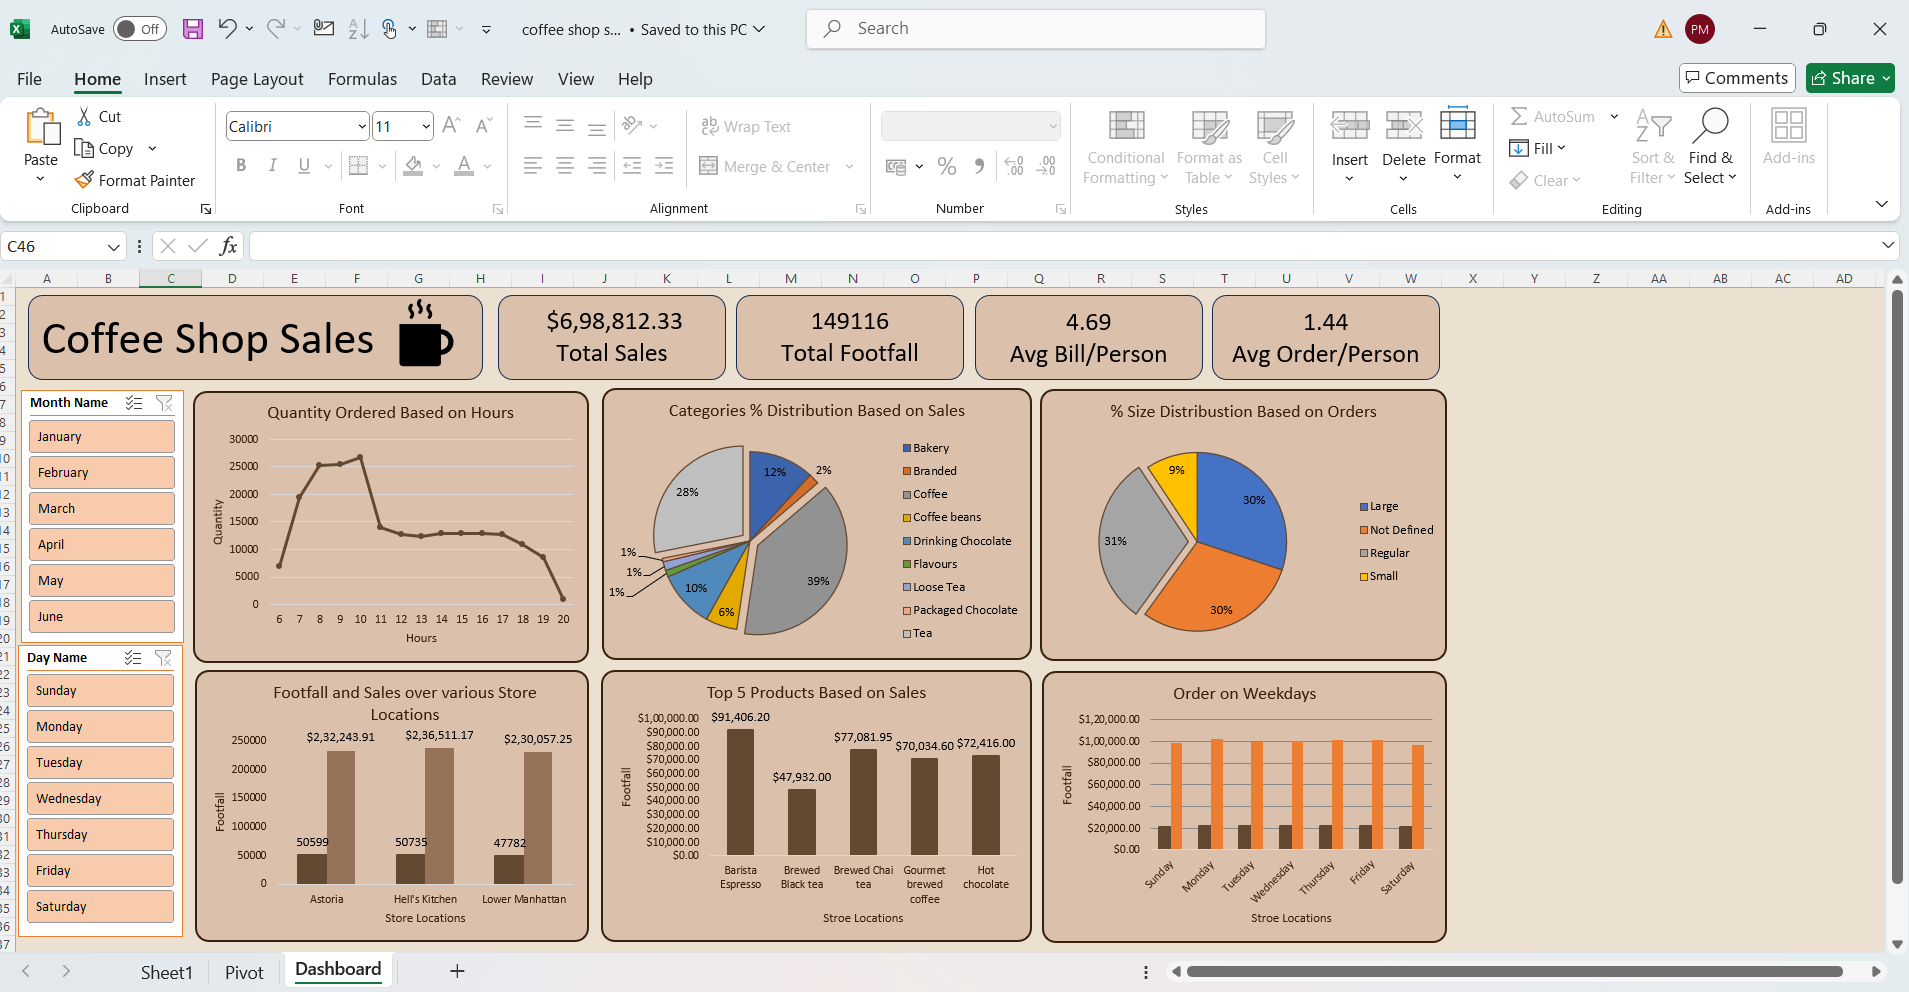 AutoSave Off
coffee shop s... • Saved to this PC
Search
PM
File Home Insert Page Layout Formulas Data Review View Help
Comments Share
Paste
Cut
Copy
Format Painter
Clipboard
Calibri 11
B I U
Font
Wrap Text
Merge & Center
Alignment
Number
Conditional Formatting
Format as Table
Cell Styles
Styles
Insert Delete Format
Cells
AutoSum
Fill
Clear
Sort & Filter
Find & Select
Editing
Add-ins
Add-ins
C46
fx
A B C D E F G H I J K L M N O P Q R S T U V W X Y Z AA AB AC AD
Coffee Shop Sales
$6,98,812.33
Total Sales
149116
Total Footfall
4.69
Avg Bill/Person
1.44
Avg Order/Person
Month Name
January
February
March
April
May
June
Day Name
Sunday
Monday
Tuesday
Wednesday
Thursday
Friday
Saturday
Quantity Ordered Based on Hours
30000
25000
20000
15000
10000
5000
0
Quantity
6 7 8 9 10 11 12 13 14 15 16 17 18 19 20
Hours
Categories % Distribution Based on Sales
12%
2%
39%
6%
10%
1%
1%
1%
28%
Bakery
Branded
Coffee
Coffee beans
Drinking Chocolate
Flavours
Loose Tea
Packaged Chocolate
Tea
% Size Distribustion Based on Orders
30%
30%
31%
9%
Large
Not Defined
Regular
Small
Footfall and Sales over various Store
Locations
250000
200000
150000
100000
50000
0
Footfall
$2,32,243.91 $2,36,511.17 $2,30,057.25
50599 50735 47782
Astoria Hell's Kitchen Lower Manhattan
Store Locations
Top 5 Products Based on Sales
$1,00,000.00
$90,000.00
$80,000.00
$70,000.00
$60,000.00
$50,000.00
$40,000.00
$30,000.00
$20,000.00
$10,000.00
$0.00
Footfall
$91,406.20
$47,932.00
$77,081.95
$70,034.60
$72,416.00
Barista Espresso
Brewed Black tea
Brewed Chai tea
Gourmet brewed coffee
Hot chocolate
Stroe Locations
Order on Weekdays
$1,20,000.00
$1,00,000.00
$80,000.00
$60,000.00
$40,000.00
$20,000.00
$0.00
Footfall
Sunday Monday Tuesday Wednesday Thursday Friday Saturday
Stroe Locations
Sheet1 Pivot Dashboard